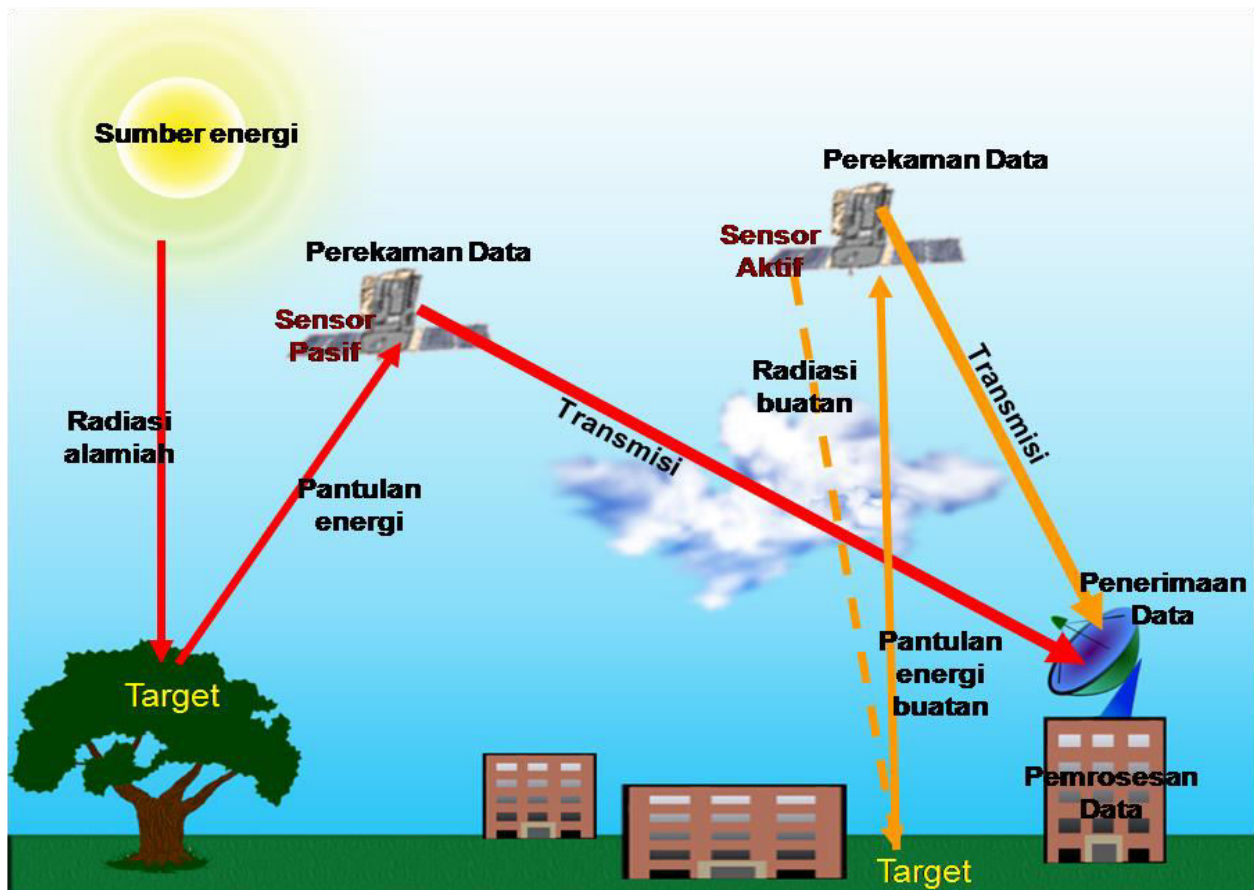 Sumber energi
Perekaman Data
Sensor
Aktif
Perekaman Data
Sensor
Pasif
Radiasi
buatan
Transmisi
Radiasi
alamiah
Transmisi
Pantulan
energi
Penerimaan
Data
Pantulan
energi
buatan
Target
Pemrosesan
Data
Target